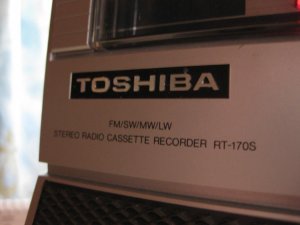 TOSHIBA
FM/SW/MW/LW
STEREO RADIO CASSETTE RECORDER RT-170S